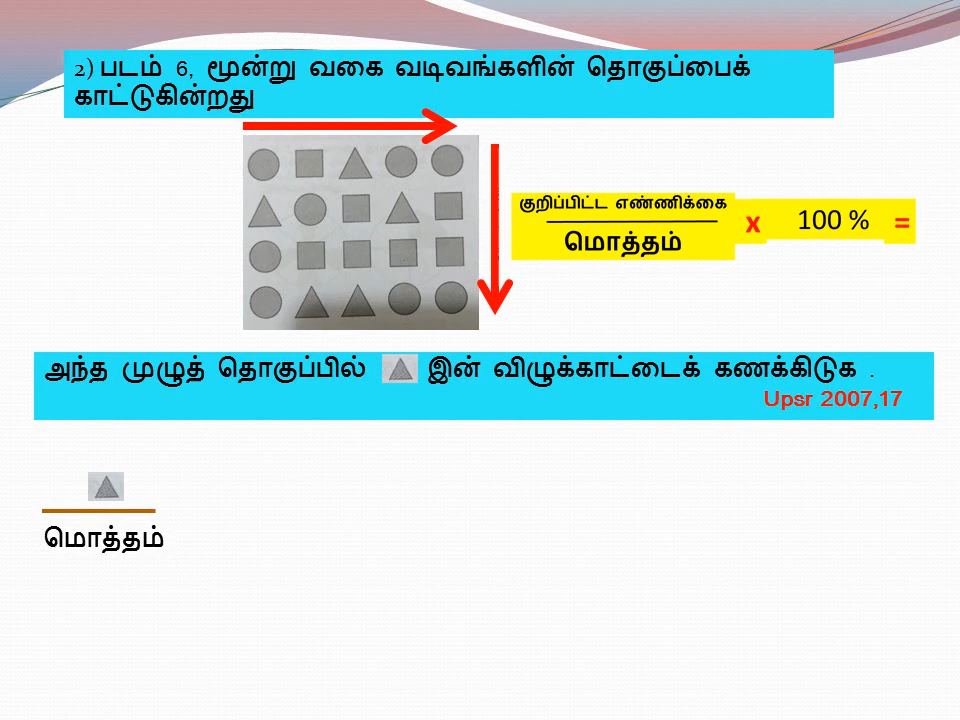 2) படம் 6, மூன்று வகை வடிவங்களின் தொகுப்பைக்
காட்டுகின்றது
குறிப்பிட்ட எண்ணிக்கை
மொத்தம்
x 100 % =
அந்த முழுத் தொகுப்பில் இன் விழுக்காட்டைக் கணக்கிடுக .
Upsr 2007,17
மொத்தம்